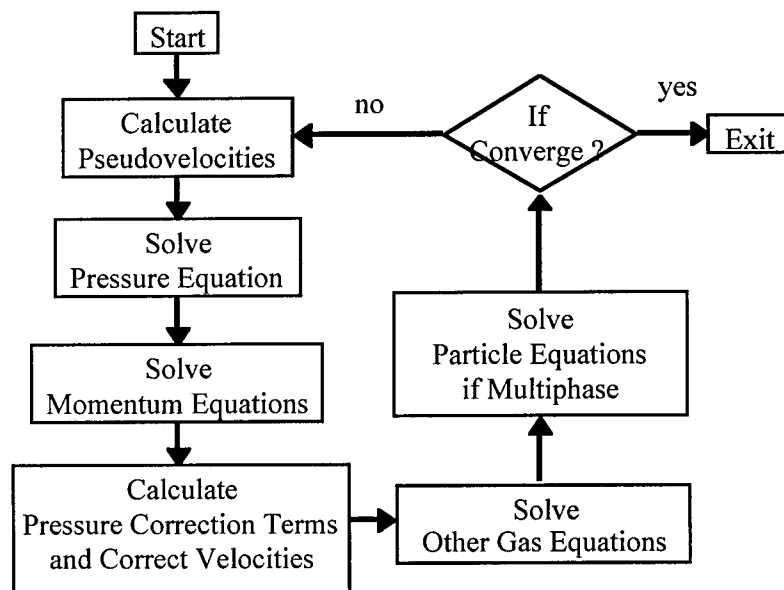 Start
Calculate
Pseudovelocities
Solve
Pressure Equation
Solve
Momentum Equations
Calculate
Pressure Correction Terms
and Correct Velocities
Solve
Other Gas Equations
Solve
Particle Equations
if Multiphase
If
Converge ?
no
yes
Exit